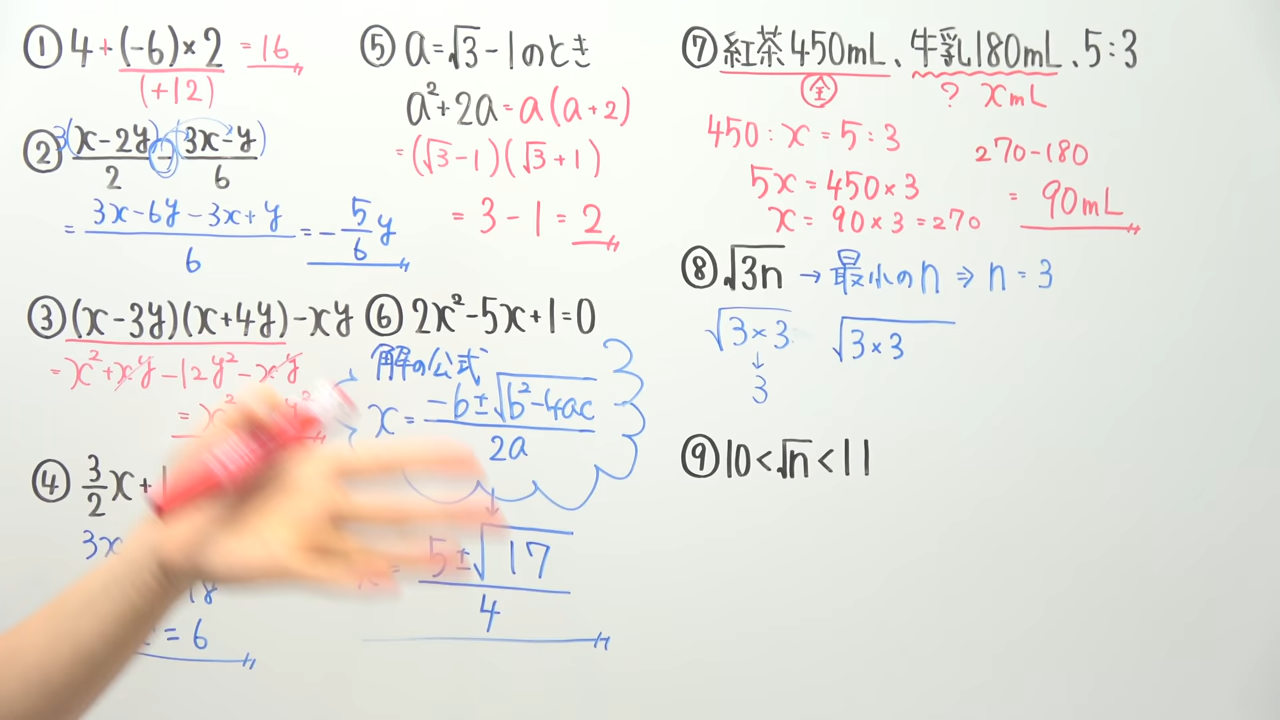 ① 4+(-6)×2 =16
(+12)
② 3(x-2y)/2 - (3x-y)/6
= (3x-6y-3x+y)/6 = -5/6 y
③ (x-3y)(x+4y)-xy
= x²+xy-12y²-xy
= x² y²
④ 3/2 x+1
3x
18
= 6
⑤ a=√3-1のとき
a²+2a=a(a+2)
=(√3-1)(√3+1)
=3-1=2
⑥ 2x²-5x+1=0
解の公式
x= (-b±√(b²-4ac))/2a
= (5±√17)/4
⑦ 紅茶450mL、牛乳180mL、5:3
全 ? xmL
450:x=5:3
5x=450×3
x=90×3=270
270-180
= 90mL
⑧ √3n → 最小のn ⇒ n=3
√3×3 √3×3
↓
3
⑨ 10<√n<11